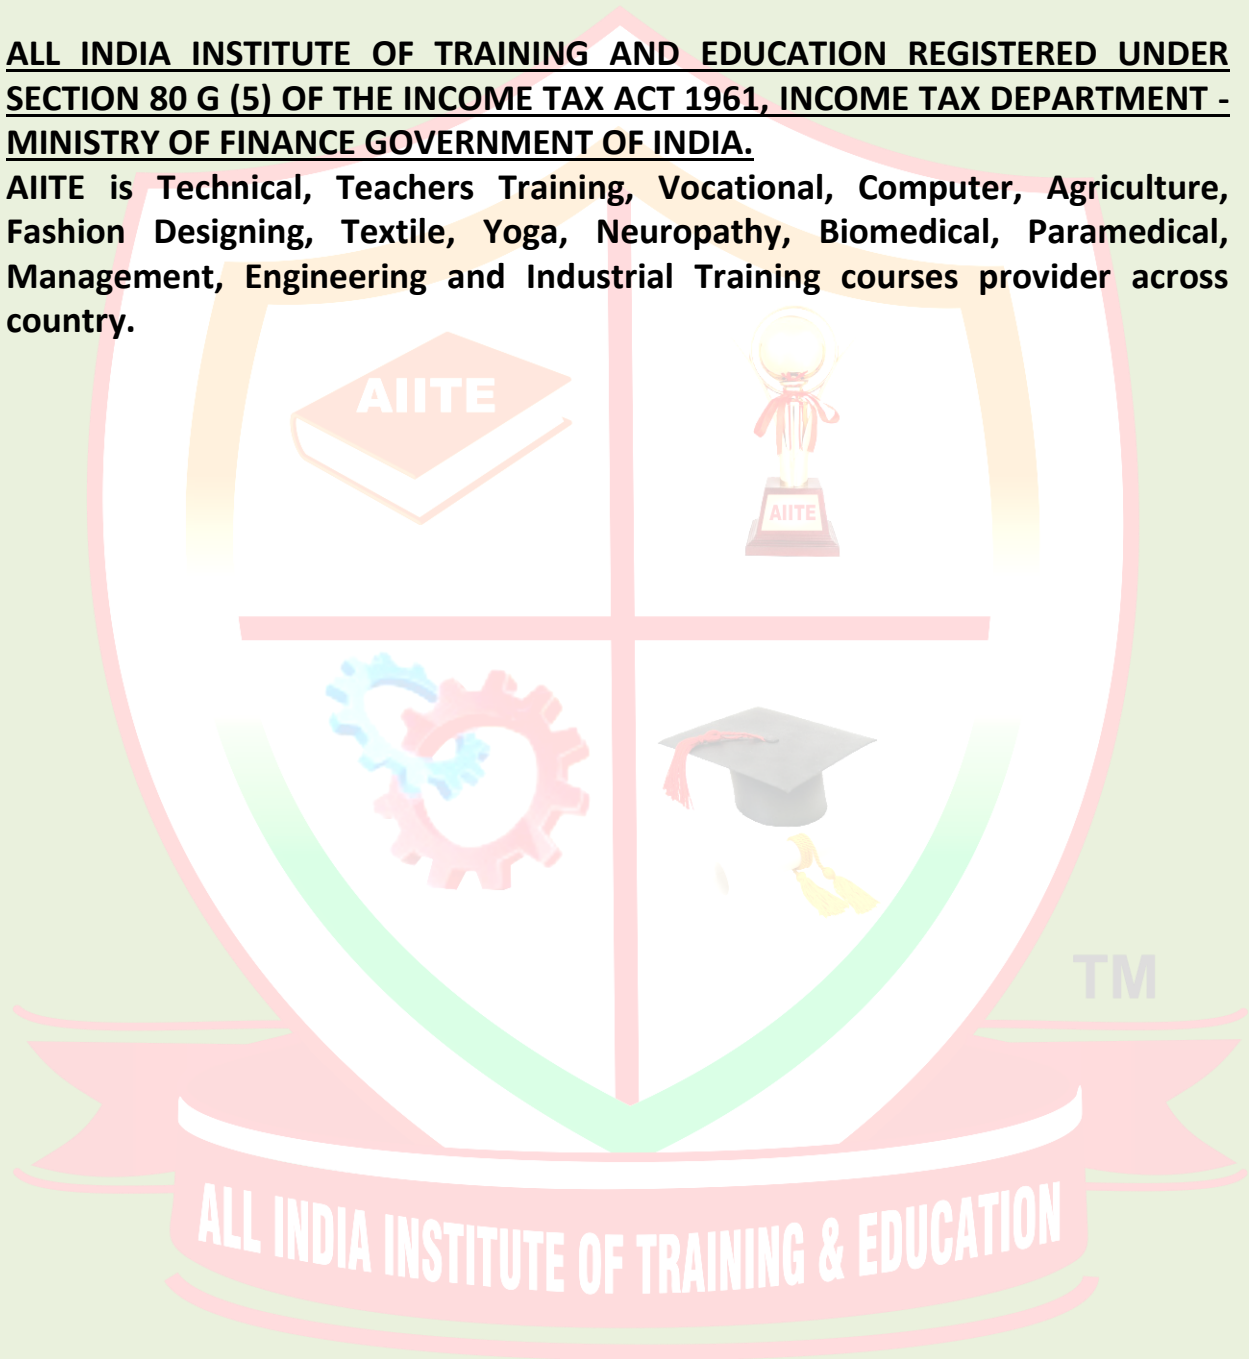 ALL INDIA INSTITUTE OF TRAINING AND EDUCATION REGISTERED UNDER
SECTION 80 G (5) OF THE INCOME TAX ACT 1961, INCOME TAX DEPARTMENT -
MINISTRY OF FINANCE GOVERNMENT OF INDIA.
AIITE is Technical, Teachers Training, Vocational, Computer, Agriculture,
Fashion Designing, Textile, Yoga, Neuropathy, Biomedical, Paramedical,
Management, Engineering and Industrial Training courses provider across
country.
AIITE
AIITE
TM
ALL INDIA INSTITUTE OF TRAINING & EDUCATION